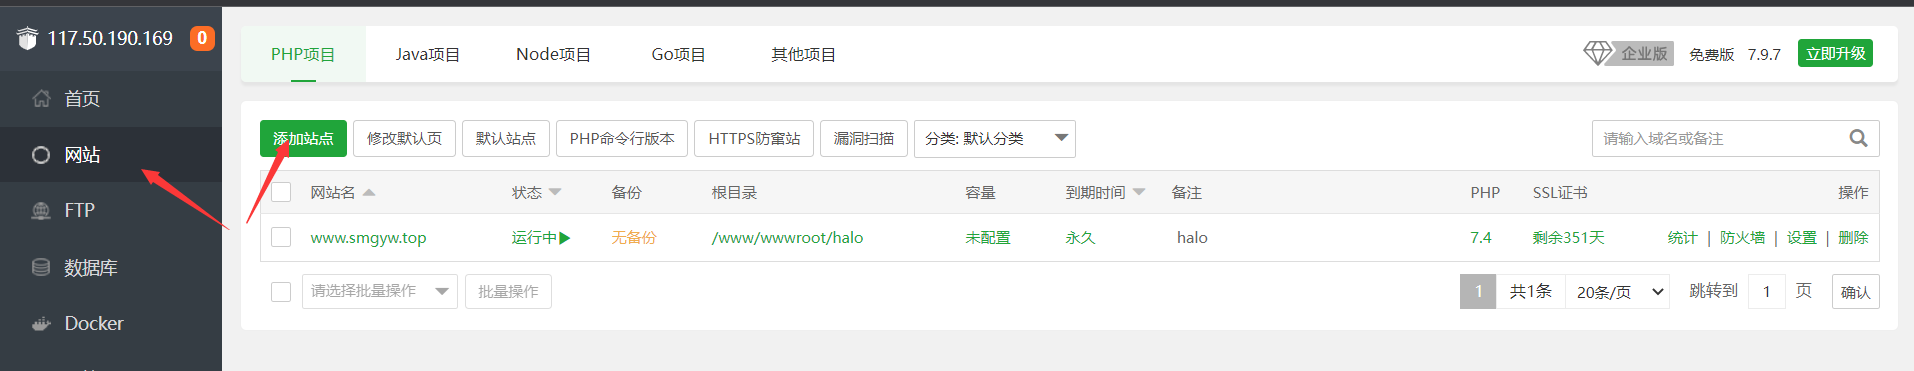 117.50.190.169 0
首页
网站
FTP
数据库
Docker
PHP项目 Java项目 Node项目 Go项目 其他项目 企业版 免费版 7.9.7 立即升级
添加站点 修改默认页 默认站点 PHP命令行版本 HTTPS防窜站 漏洞扫描 分类: 默认分类 请输入域名或备注
网站名 状态 备份 根目录 容量 到期时间 备注 PHP SSL证书 操作
www.smgyw.top 运行中 无备份 /www/wwwroot/halo 未配置 永久 halo 7.4 剩余351天 统计 | 防火墙 | 设置 | 删除
请选择批量操作 批量操作 1 共1条 20条/页 跳转到 1 页 确认